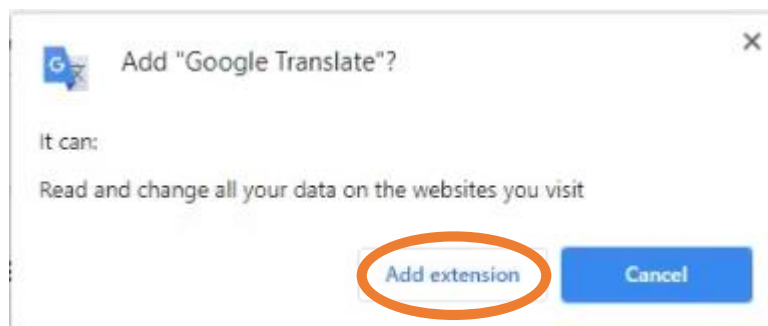 Add "Google Translate"?
It can:
Read and change all your data on the websites you visit
Add extension
Cancel